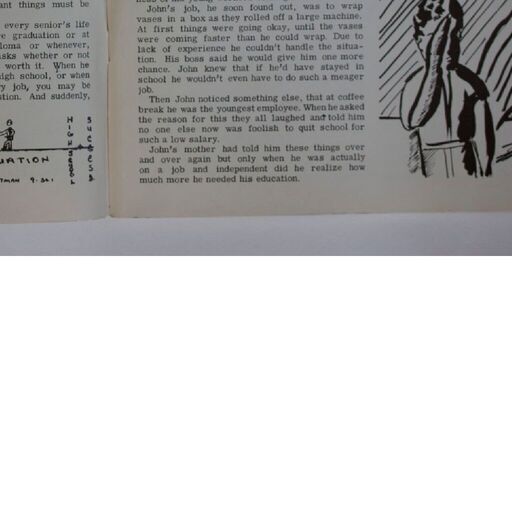 ant things must be
every senior's life
graduation or at
loma or whenever,
asks whether or not
worth it. When he
igh school, or when
job, you may be
stion. And suddenly,
HIGH SCHOOL
SUCCESS
UATION
TMAN 9-321
John's job, he soon found out, was to wrap
vases in a box as they rolled off a large machine.
At first things were going okay, until the vases
were coming faster than he could wrap. Due to
lack of experience he couldn't handle the situa-
tion. His boss said he would give him one more
chance. John knew that if he'd have stayed in
school he wouldn't even have to do such a meager
job.
Then John noticed something else, that at coffee
break he was the youngest employee. When he asked
the reason for this they all laughed and told him
no one else now was foolish to quit school for
such a low salary.
John's mother had told him these things over
and over again but only when he was actually
on a job and independent did he realize how
much more he needed his education.